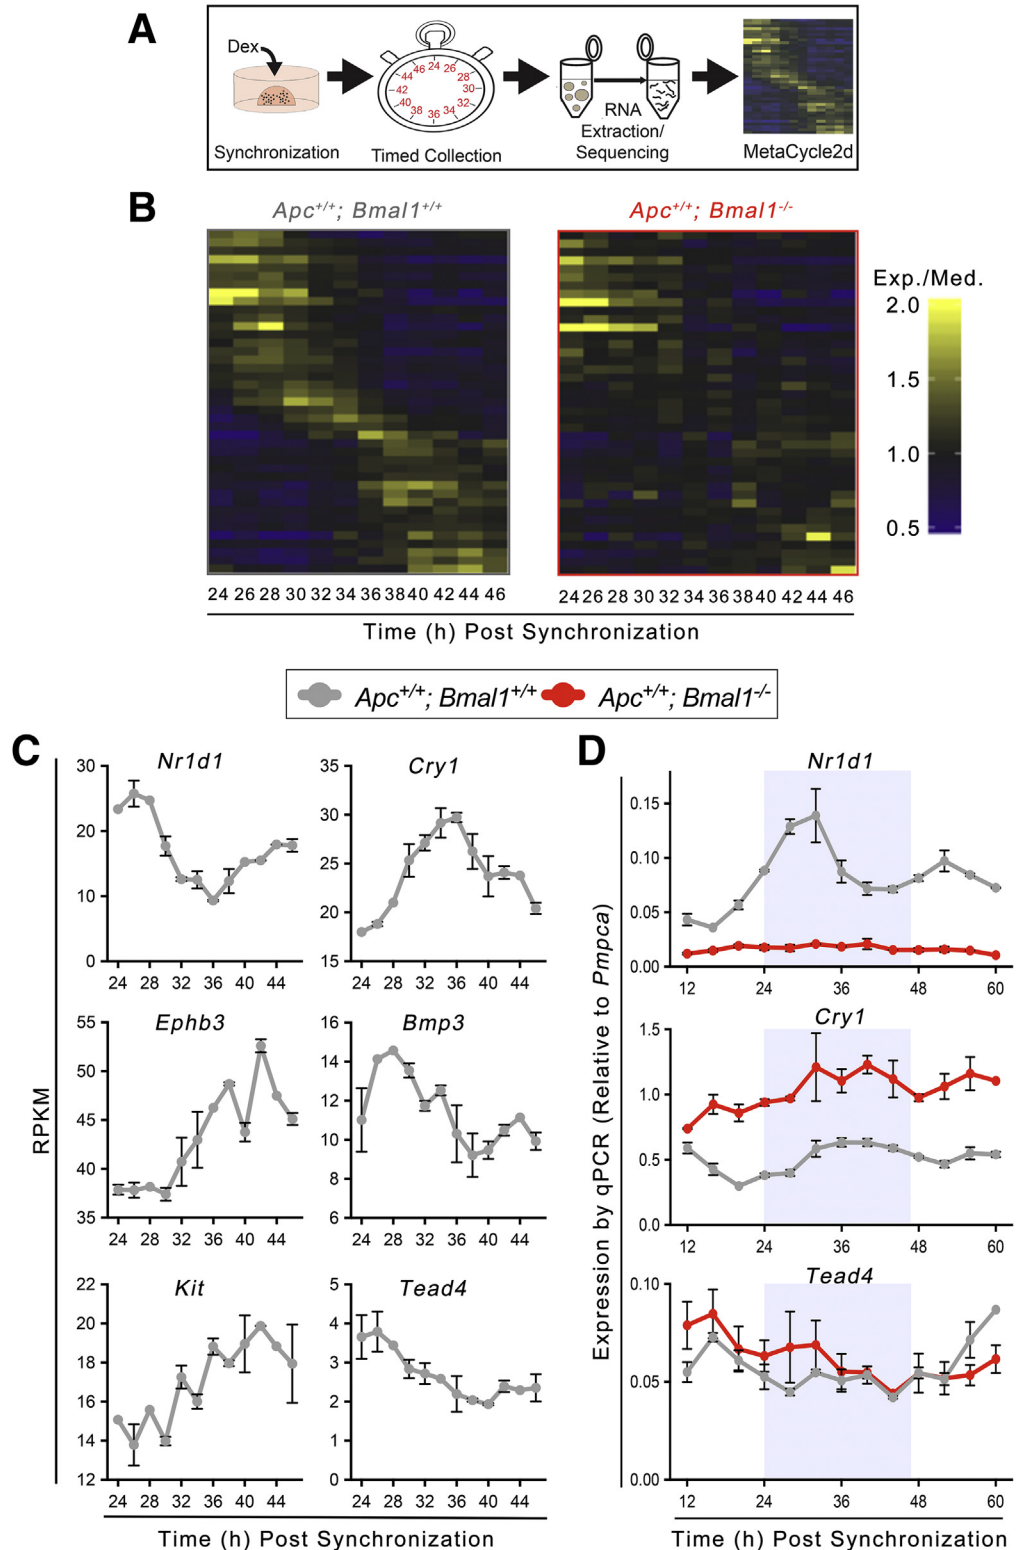 A
Dex
Synchronization
24 26 28 30 32 34 36 38 40 42 44 46
Timed Collection
RNA
Extraction/
Sequencing
MetaCycle2d
B
Apc+/+; Bmal1+/+
Apc+/+; Bmal1-/-
Exp./Med.
2.0
1.5
1.0
0.5
24 26 28 30 32 34 36 38 40 42 44 46
24 26 28 30 32 34 36 38 40 42 44 46
Time (h) Post Synchronization
Apc+/+; Bmal1+/+
Apc+/+; Bmal1-/-
C
RPKM
Nr1d1
30
20
10
0
24 28 32 36 40 44
Cry1
35
30
25
20
15
24 28 32 36 40 44
Ephb3
55
50
45
40
35
24 28 32 36 40 44
Bmp3
16
14
12
10
8
6
24 28 32 36 40 44
Kit
22
20
18
16
14
12
24 28 32 36 40 44
Tead4
5
4
3
2
1
0
24 28 32 36 40 44
Time (h) Post Synchronization
D
Expression by qPCR (Relative to Pmpca)
Nr1d1
0.15
0.10
0.05
0.00
12 24 36 48 60
Cry1
1.5
1.0
0.5
0.0
12 24 36 48 60
Tead4
0.10
0.05
0.00
12 24 36 48 60
Time (h) Post Synchronization